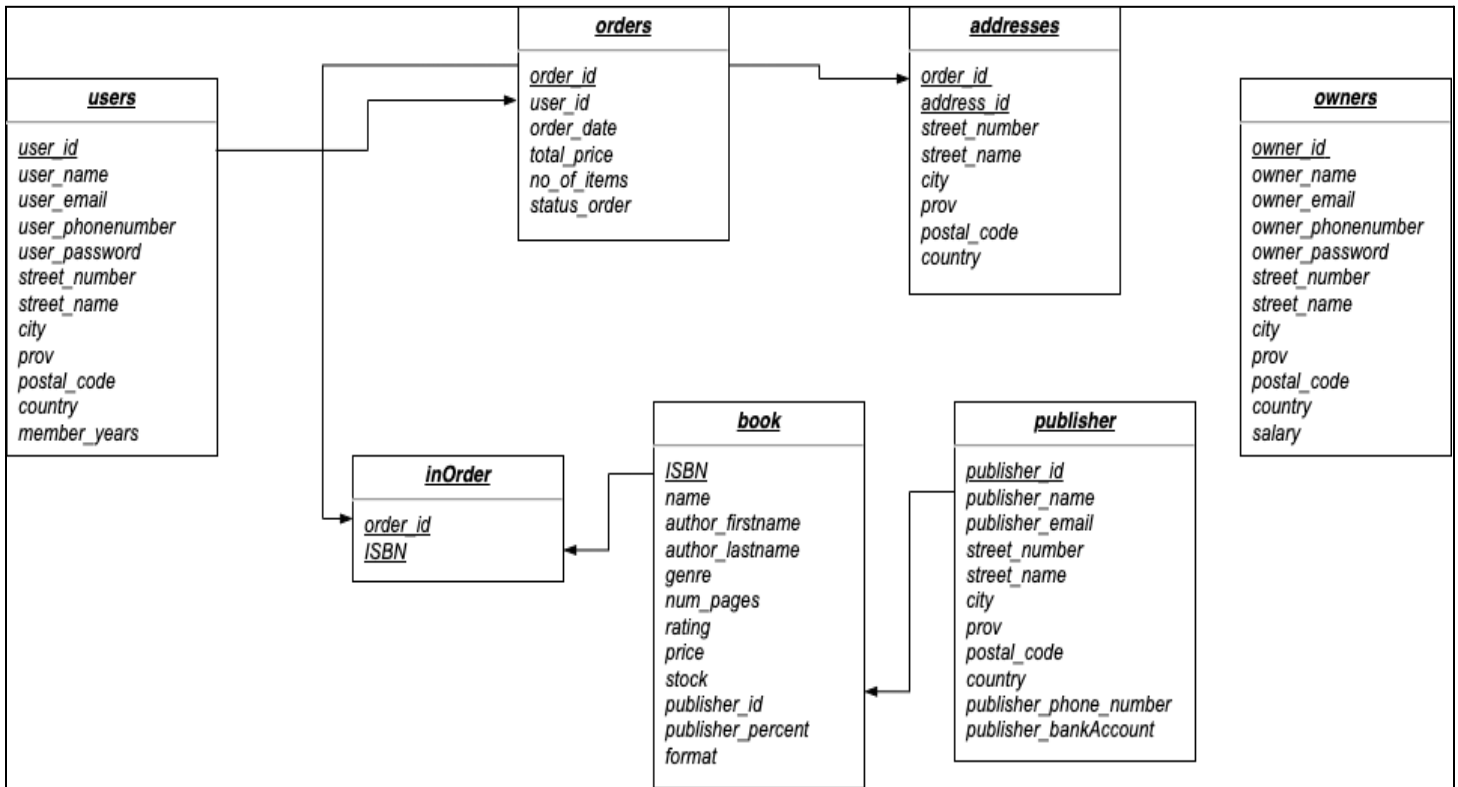 users
user_id
user_name
user_email
user_phonenumber
user_password
street_number
street_name
city
prov
postal_code
country
member_years
orders
order_id
user_id
order_date
total_price
no_of_items
status_order
addresses
order_id
address_id
street_number
street_name
city
prov
postal_code
country
owners
owner_id
owner_name
owner_email
owner_phonenumber
owner_password
street_number
street_name
city
prov
postal_code
country
salary
inOrder
order_id
ISBN
book
ISBN
name
author_firstname
author_lastname
genre
num_pages
rating
price
stock
publisher_id
publisher_percent
format
publisher
publisher_id
publisher_name
publisher_email
street_number
street_name
city
prov
postal_code
country
publisher_phone_number
publisher_bankAccount